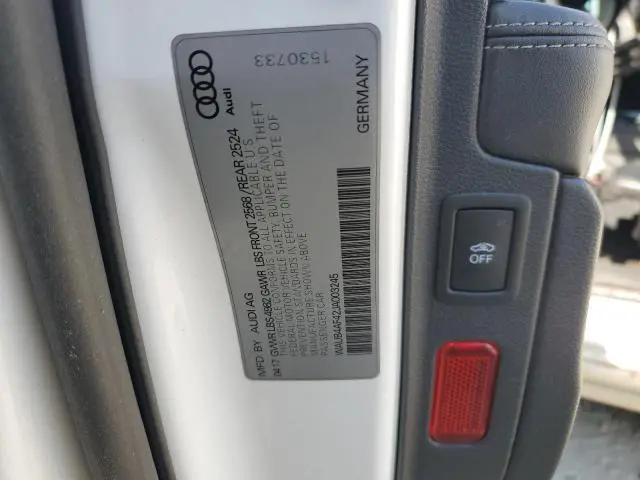 Audi 1530733
MFD BY AUDI AG
04 17 GVWR LBS 4982 GAWR LBS FRONT 2568 / REAR 2524
THIS VEHICLE CONFORMS TO ALL APPLICABLE U S
FEDERAL MOTOR VEHICLE SAFETY, BUMPER AND THEFT
PREVENTION STANDARDS IN EFFECT ON THE DATE OF
MANUFACTURE SHOWN ABOVE
PASSENGER CAR
WAUB4AF42JA003245
GERMANY
OFF